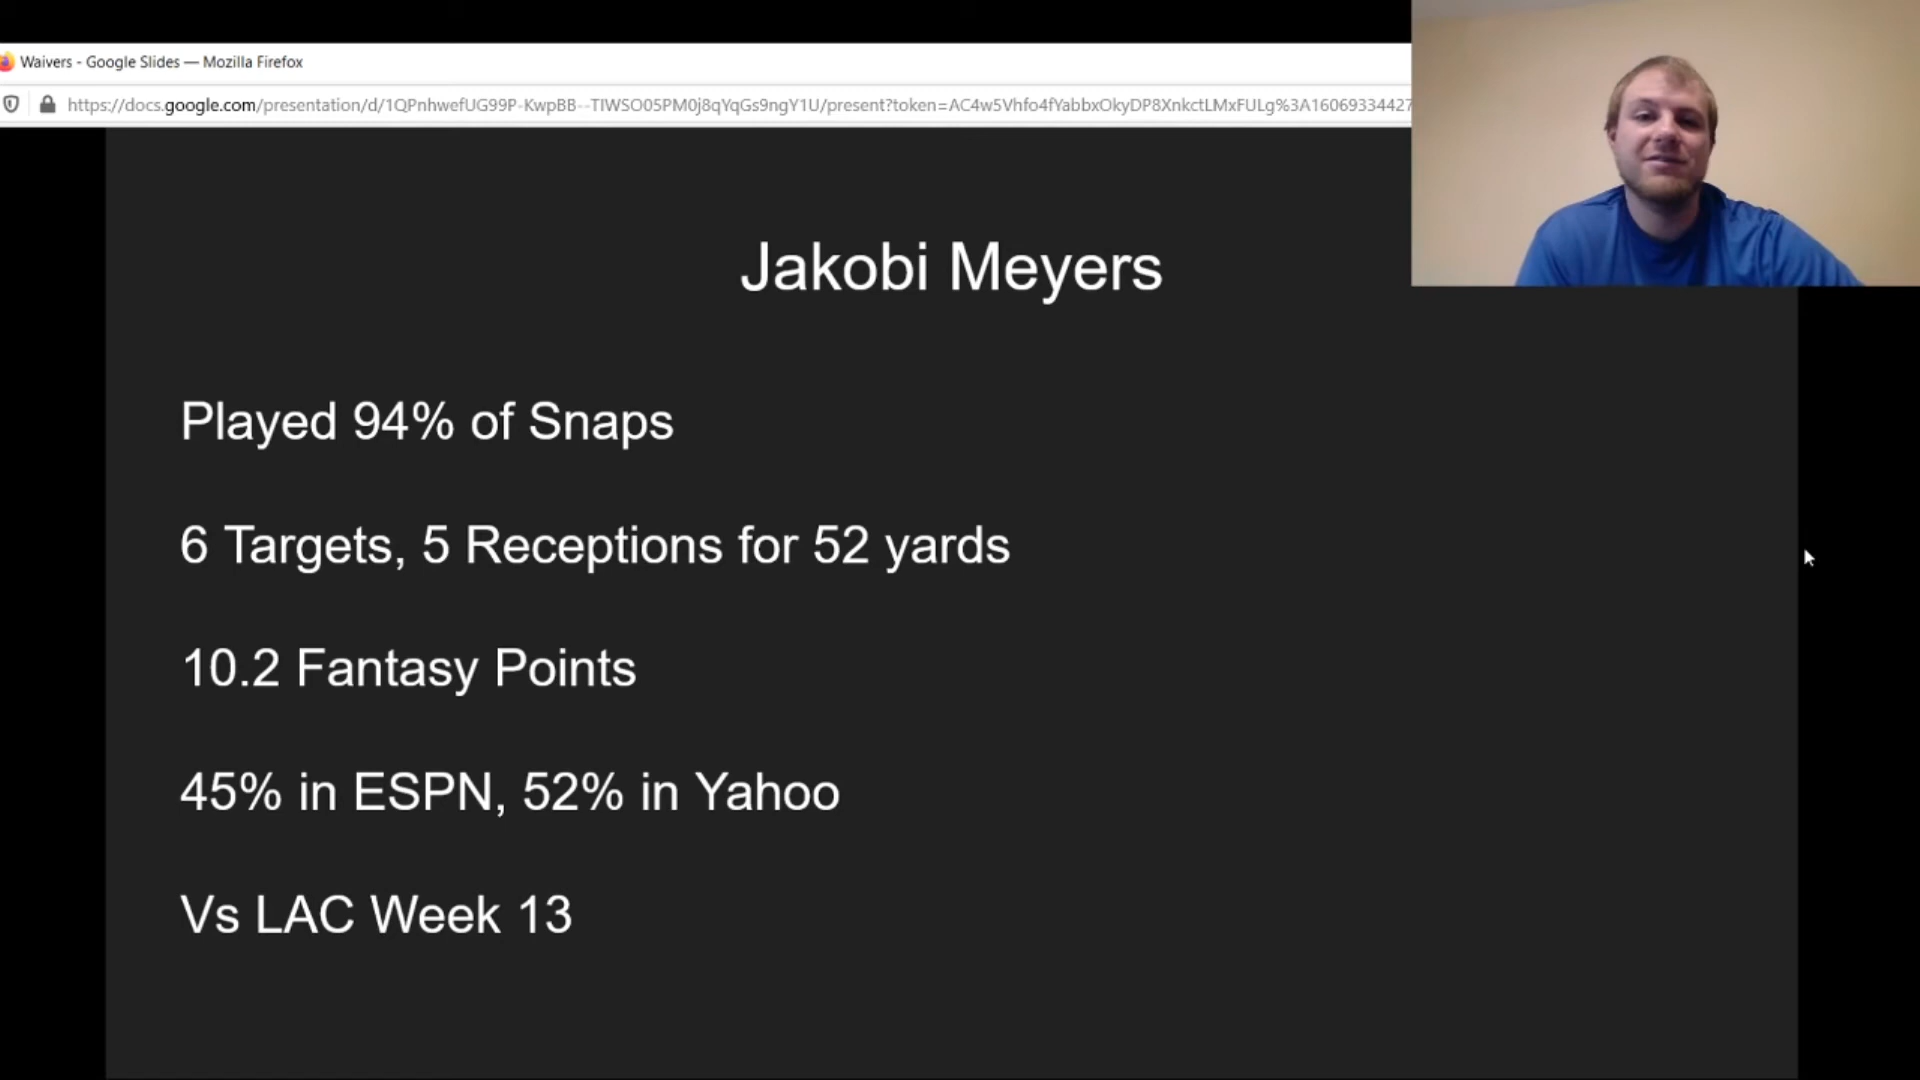 Waivers - Google Slides — Mozilla Firefox
https://docs.google.com/presentation/d/1QPnhwefUG99P-KwpBB--TIWSO05PM0j8qYqGs9ngY1U/present?token=AC4w5Vhfo4fYabbxOkyDP8XnkctLMxFULg%3A16069334427
Jakobi Meyers
Played 94% of Snaps
6 Targets, 5 Receptions for 52 yards
10.2 Fantasy Points
45% in ESPN, 52% in Yahoo
Vs LAC Week 13